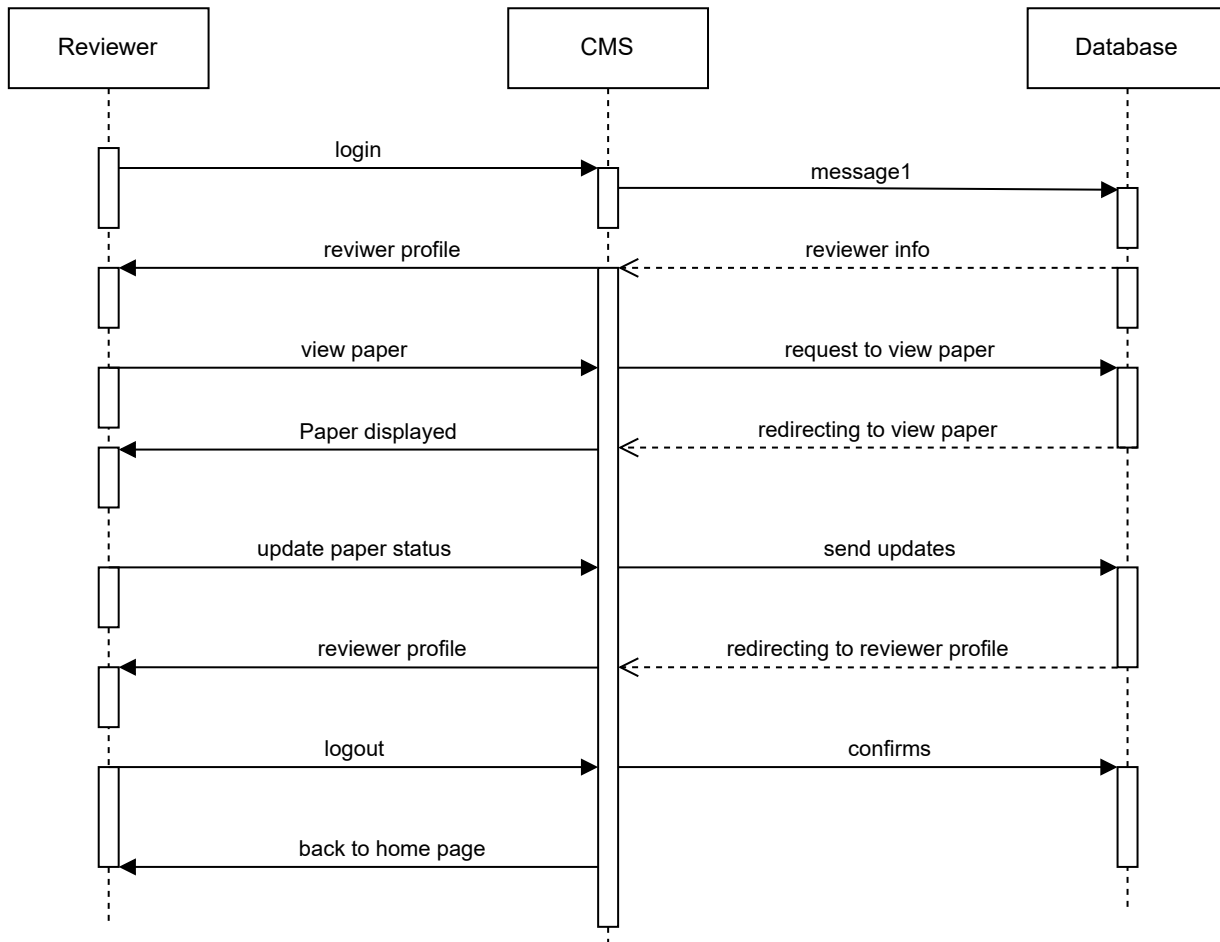 Reviewer
CMS
Database
login
message1
reviwer profile
reviewer info
view paper
request to view paper
Paper displayed
redirecting to view paper
update paper status
send updates
reviewer profile
redirecting to reviewer profile
logout
confirms
back to home page